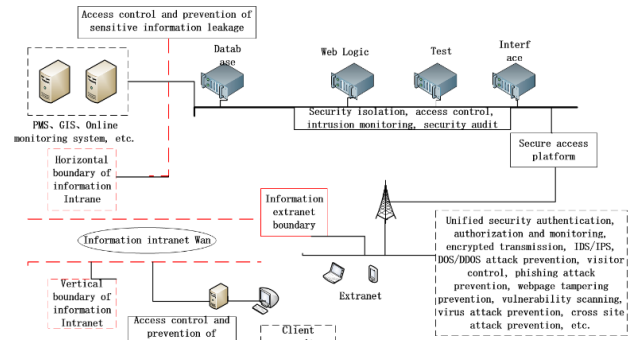 Access control and prevention of
sensitive information leakage
Datab
ase
Web Logic
Test
Interf
ace
PMS、GIS、Online
monitoring system, etc.
Security isolation, access control,
intrusion monitoring, security audit
Secure access
platform
Horizontal
boundary of
information
Intrane
Information
extranet
boundary
Information intranet Wan
Unified security authentication,
authorization and monitoring,
encrypted transmission, IDS/IPS,
DOS/DDOS attack prevention, visitor
control, phishing attack
prevention, webpage tampering
prevention, vulnerability scanning,
virus attack prevention, cross site
attack prevention, etc.
Extranet
Vertical
boundary of
information
Intranet
Access control and
prevention of
Client